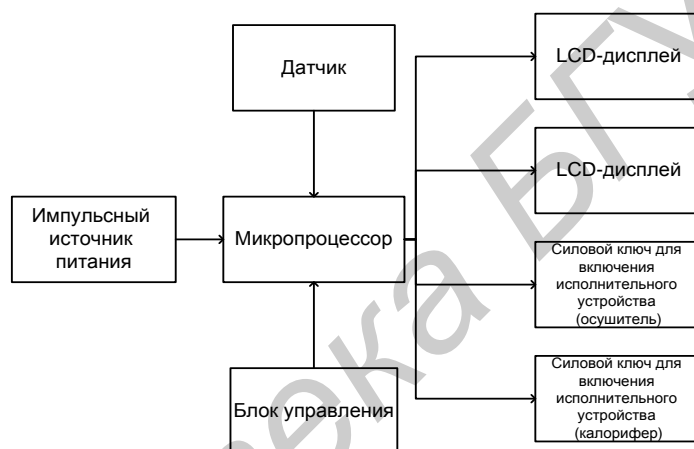 Датчик
LCD-дисплей
LCD-дисплей
Импульсный
источник
питания
Микропроцессор
Силовой ключ для
включения
исполнительного
устройства
(осушитель)
Блок управления
Силовой ключ для
включения
исполнительного
устройства
(калорифер)